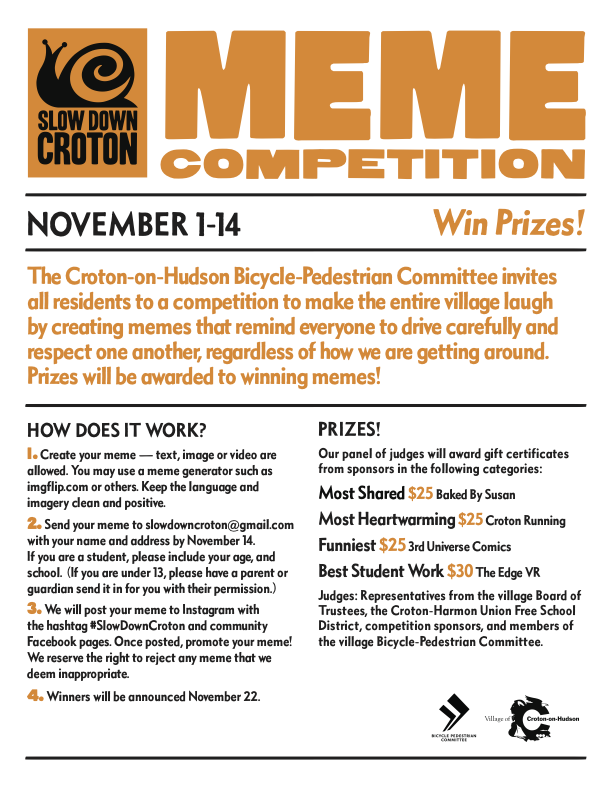 SLOW DOWN
CROTON
MEME
COMPETITION
NOVEMBER 1-14
Win Prizes!
The Croton-on-Hudson Bicycle-Pedestrian Committee invites
all residents to a competition to make the entire village laugh
by creating memes that remind everyone to drive carefully and
respect one another, regardless of how we are getting around.
Prizes will be awarded to winning memes!
HOW DOES IT WORK?
1. Create your meme — text, image or video are
allowed. You may use a meme generator such as
imgflip.com or others. Keep the language and
imagery clean and positive.
2. Send your meme to slowdowncroton@gmail.com
with your name and address by November 14.
If you are a student, please include your age, and
school. (If you are under 13, please have a parent or
guardian send it in for you with their permission.)
3. We will post your meme to Instagram with
the hashtag #SlowDownCroton and community
Facebook pages. Once posted, promote your meme!
We reserve the right to reject any meme that we
deem inappropriate.
4. Winners will be announced November 22.
PRIZES!
Our panel of judges will award gift certificates
from sponsors in the following categories:
Most Shared $25 Baked By Susan
Most Heartwarming $25 Croton Running
Funniest $25 3rd Universe Comics
Best Student Work $30 The Edge VR
Judges: Representatives from the village Board of
Trustees, the Croton-Harmon Union Free School
District, competition sponsors, and members of
the village Bicycle-Pedestrian Committee.
BICYCLE PEDESTRIAN
COMMITTEE
Village of Croton-on-Hudson